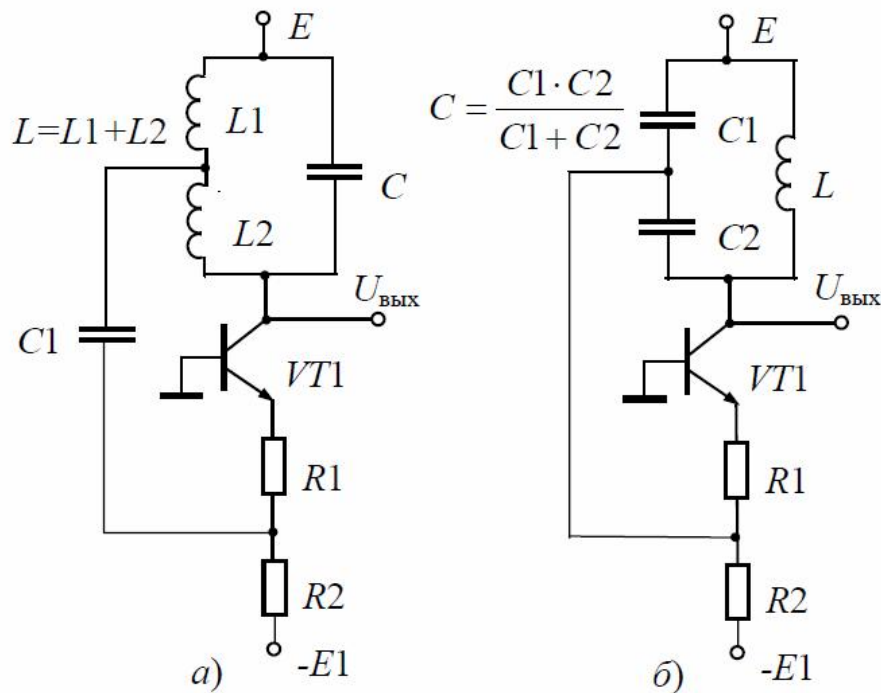 E
L=L1+L2
L1
C
L2
Uвых
C1
VT1
R1
R2
-E1
а)
E
C = C1·C2 / C1+C2
C1
L
C2
Uвых
VT1
R1
R2
-E1
б)